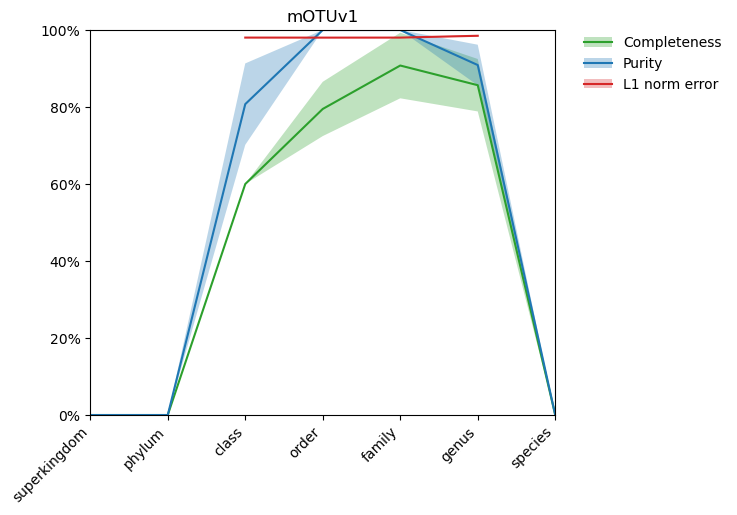 mOTUv1
100%
80%
60%
40%
20%
0%
superkingdom
phylum
class
order
family
genus
species
Completeness
Purity
L1 norm error